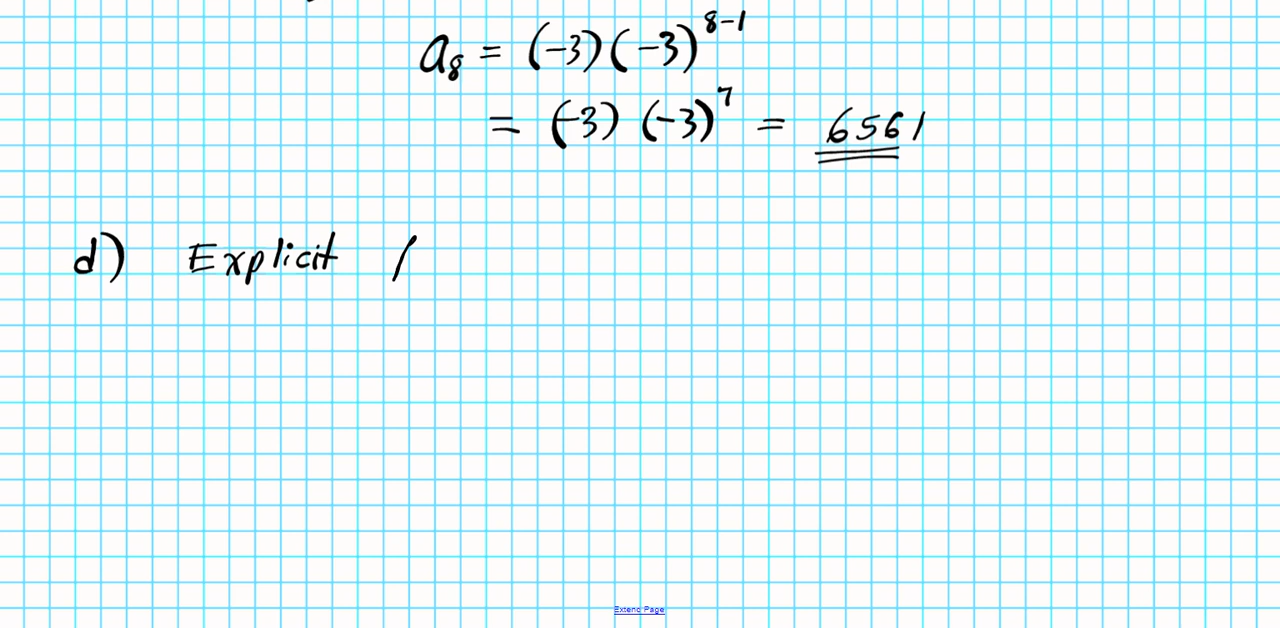 a₈ = (-3)(-3)⁸⁻¹
= (-3) (-3)⁷ = 6561
d) Explicit /
Extend Page